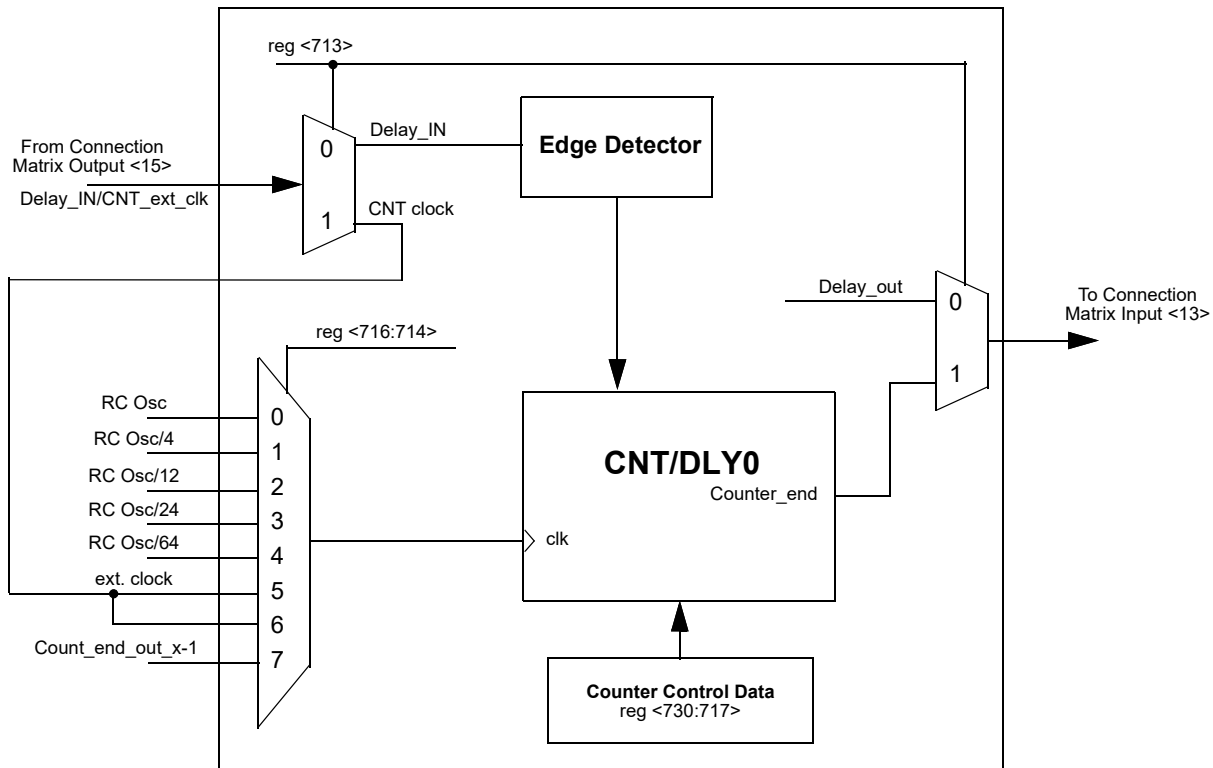 reg <713>
From Connection
Matrix Output <15>
Delay_IN/CNT_ext_clk
0
Delay_IN
1
CNT clock
Edge Detector
Delay_out
0
1
To Connection
Matrix Input <13>
reg <716:714>
RC Osc
0
RC Osc/4
1
RC Osc/12
2
RC Osc/24
3
RC Osc/64
4
ext. clock
5
6
Count_end_out_x-1
7
CNT/DLY0
Counter_end
clk
Counter Control Data
reg <730:717>